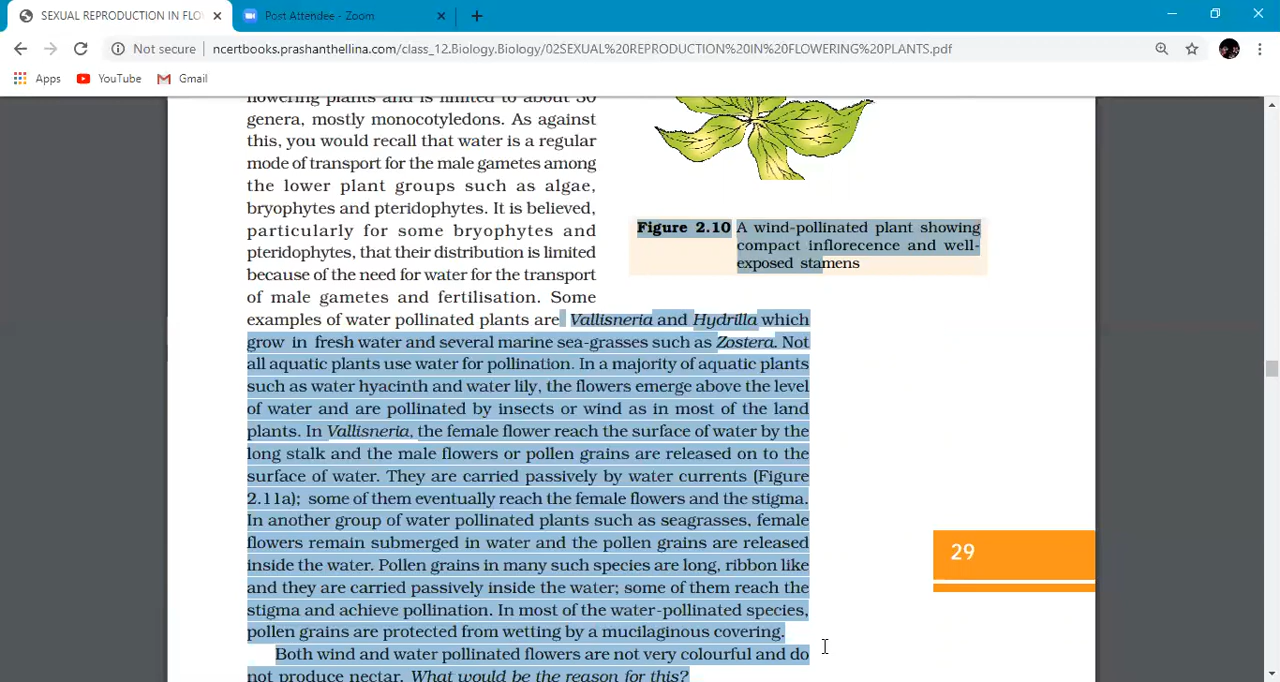 SEXUAL REPRODUCTION IN FLO
Post Attendee - Zoom
Not secure
ncertbooks.prashanthellina.com/class_12.Biology.Biology/02SEXUAL%20REPRODUCTION%20IN%20FLOWERING%20PLANTS.pdf
Apps
YouTube
Gmail
flowering plants and is limited to about 30
genera, mostly monocotyledons. As against
this, you would recall that water is a regular
mode of transport for the male gametes among
the lower plant groups such as algae,
bryophytes and pteridophytes. It is believed,
particularly for some bryophytes and
pteridophytes, that their distribution is limited
because of the need for water for the transport
of male gametes and fertilisation. Some
examples of water pollinated plants are Vallisneria and Hydrilla which
grow in fresh water and several marine sea-grasses such as Zostera. Not
all aquatic plants use water for pollination. In a majority of aquatic plants
such as water hyacinth and water lily, the flowers emerge above the level
of water and are pollinated by insects or wind as in most of the land
plants. In Vallisneria, the female flower reach the surface of water by the
long stalk and the male flowers or pollen grains are released on to the
surface of water. They are carried passively by water currents (Figure
2.11a); some of them eventually reach the female flowers and the stigma.
In another group of water pollinated plants such as seagrasses, female
flowers remain submerged in water and the pollen grains are released
inside the water. Pollen grains in many such species are long, ribbon like
and they are carried passively inside the water; some of them reach the
stigma and achieve pollination. In most of the water-pollinated species,
pollen grains are protected from wetting by a mucilaginous covering.
Both wind and water pollinated flowers are not very colourful and do
not produce nectar. What would be the reason for this?
Figure 2.10 A wind-pollinated plant showing
compact inflorecence and well-
exposed stamens
29